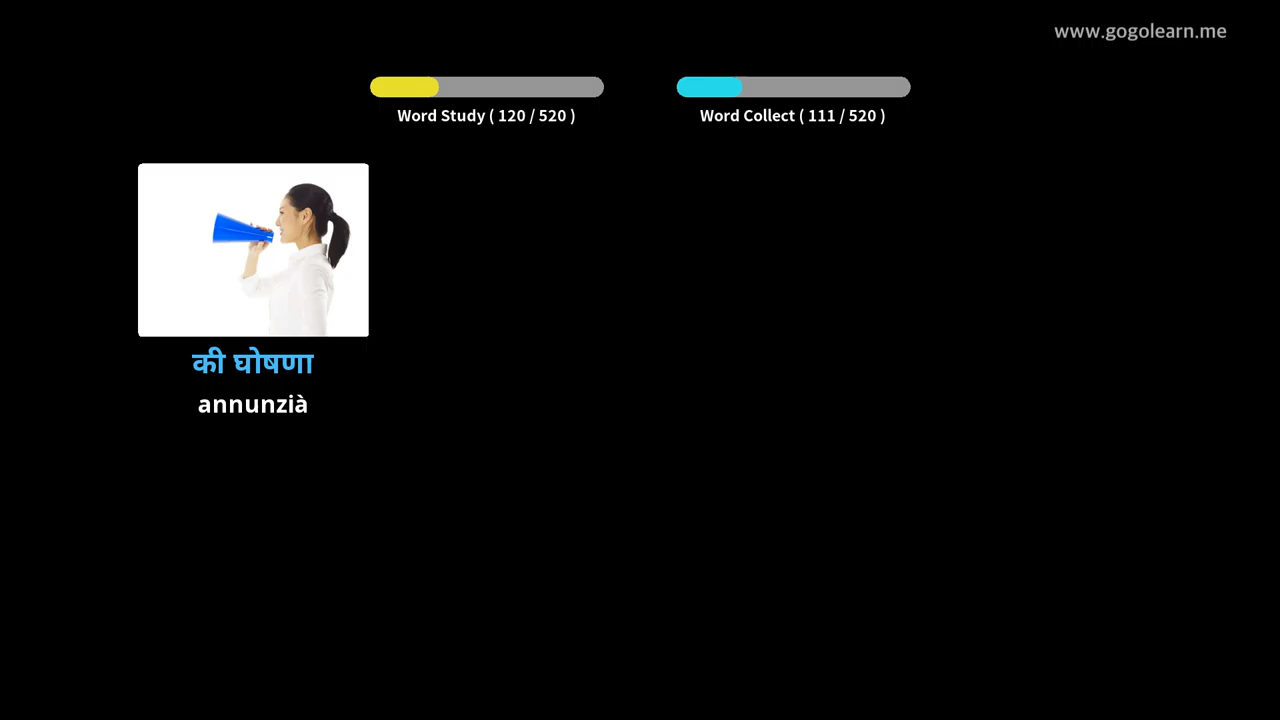 www.gogolearn.me
Word Study ( 120 / 520 )
Word Collect ( 111 / 520 )
की घोषणा
annunzià